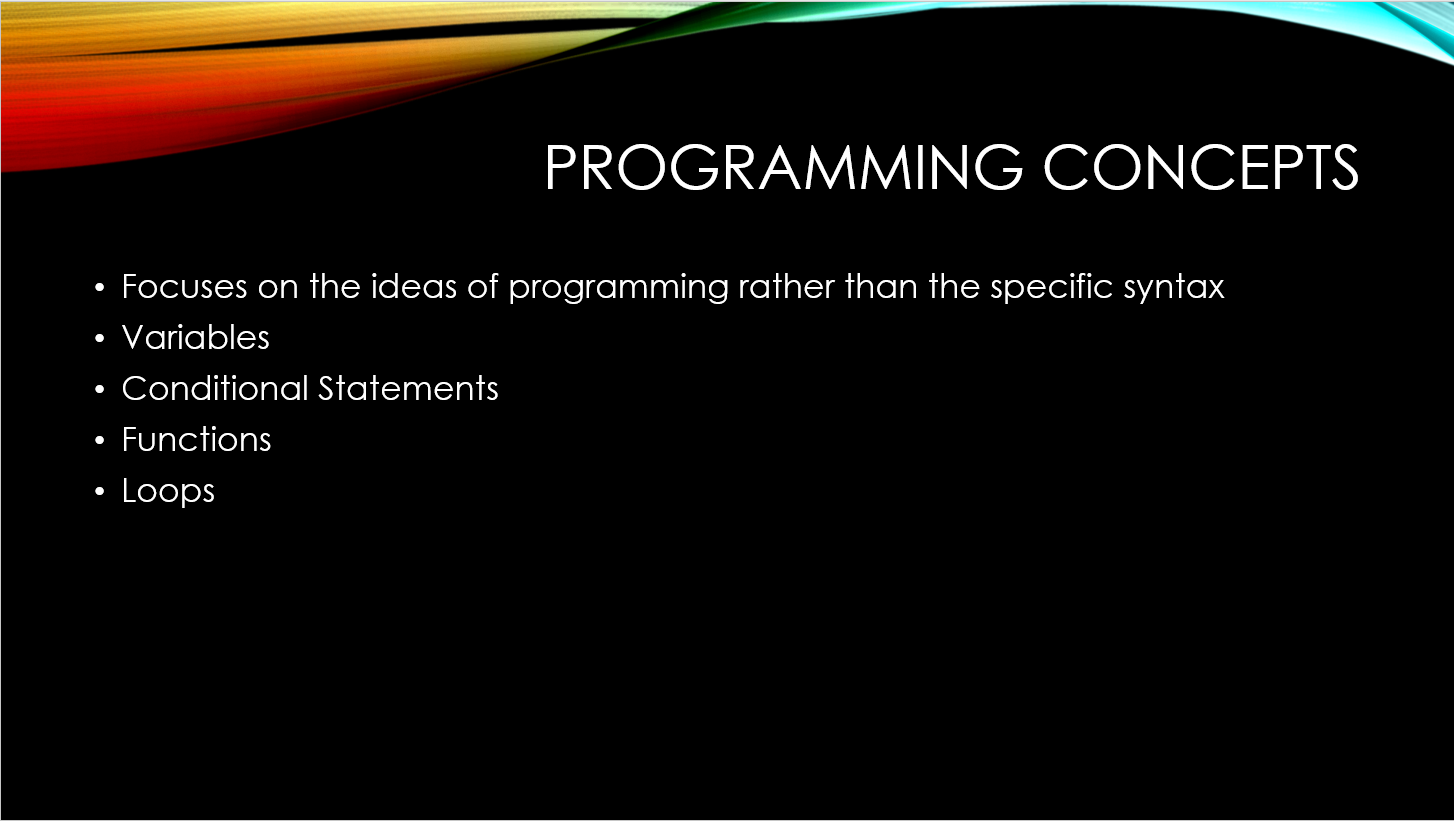 PROGRAMMING CONCEPTS
• Focuses on the ideas of programming rather than the specific syntax
• Variables
• Conditional Statements
• Functions
• Loops